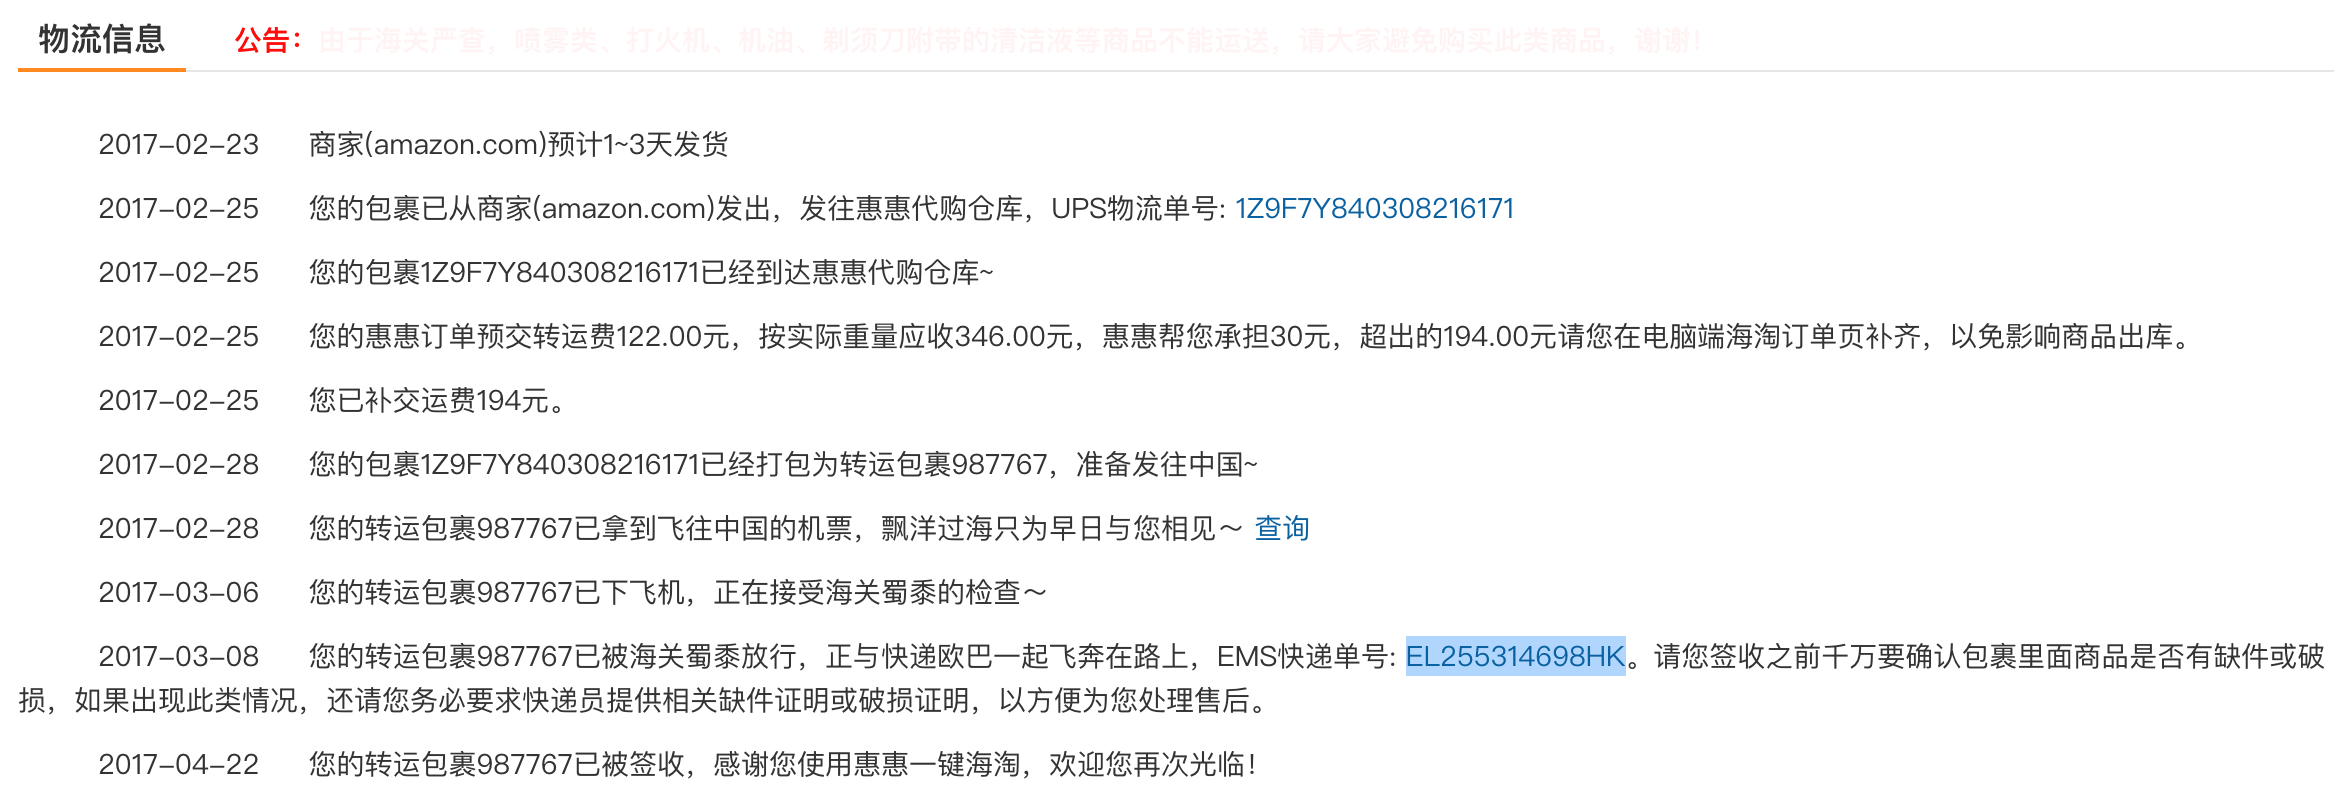 物流信息 公告： 由于海关严查，喷雾类、打火机、机油、剃须刀附带的清洁液等商品不能运送，请大家避免购买此类商品，谢谢！
2017-02-23 商家(amazon.com)预计1~3天发货
2017-02-25 您的包裹已从商家(amazon.com)发出，发往惠惠代购仓库，UPS物流单号: 1Z9F7Y840308216171
2017-02-25 您的包裹1Z9F7Y840308216171已经到达惠惠代购仓库~
2017-02-25 您的惠惠订单预交转运费122.00元，按实际重量应收346.00元，惠惠帮您承担30元，超出的194.00元请您在电脑端海淘订单页补齐，以免影响商品出库。
2017-02-25 您已补交运费194元。
2017-02-28 您的包裹1Z9F7Y840308216171已经打包为转运包裹987767，准备发往中国~
2017-02-28 您的转运包裹987767已拿到飞往中国的机票，飘洋过海只为早日与您相见～ 查询
2017-03-06 您的转运包裹987767已下飞机，正在接受海关蜀黍的检查～
2017-03-08 您的转运包裹987767已被海关蜀黍放行，正与快递欧巴一起飞奔在路上，EMS快递单号: EL255314698HK。请您签收之前千万要确认包裹里面商品是否有缺件或破
损，如果出现此类情况，还请您务必要求快递员提供相关缺件证明或破损证明，以方便为您处理售后。
2017-04-22 您的转运包裹987767已被签收，感谢您使用惠惠一键海淘，欢迎您再次光临！